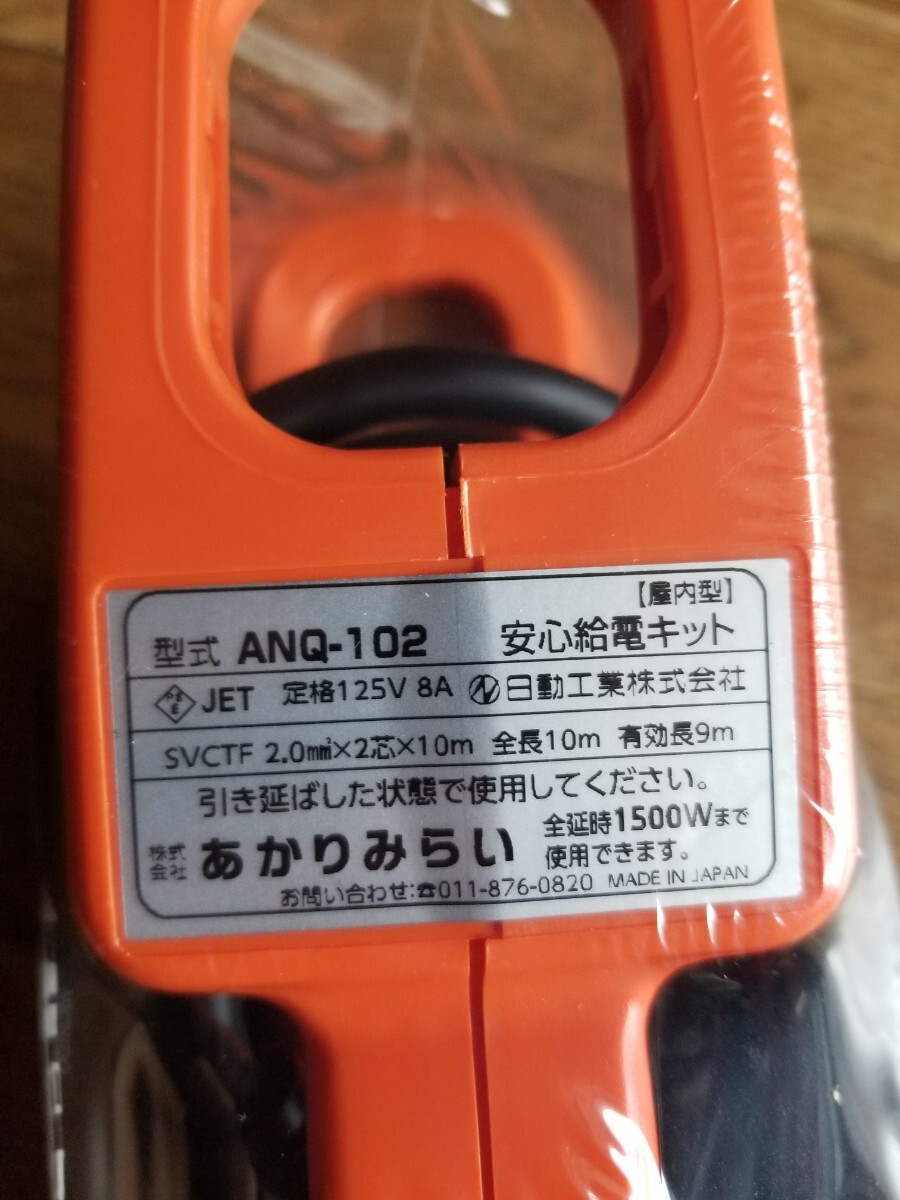 【屋内型】
型式 ANQ-102 安心給電キット
PSE JET 定格125V 8A 日動工業株式会社
SVCTF 2.0mm²×2芯×10m 全長10m 有効長9m
引き延ばした状態で使用してください。
株式会社 あかりみらい 全延時1500Wまで使用できます。
お問い合わせ:☎011-876-0820 MADE IN JAPAN